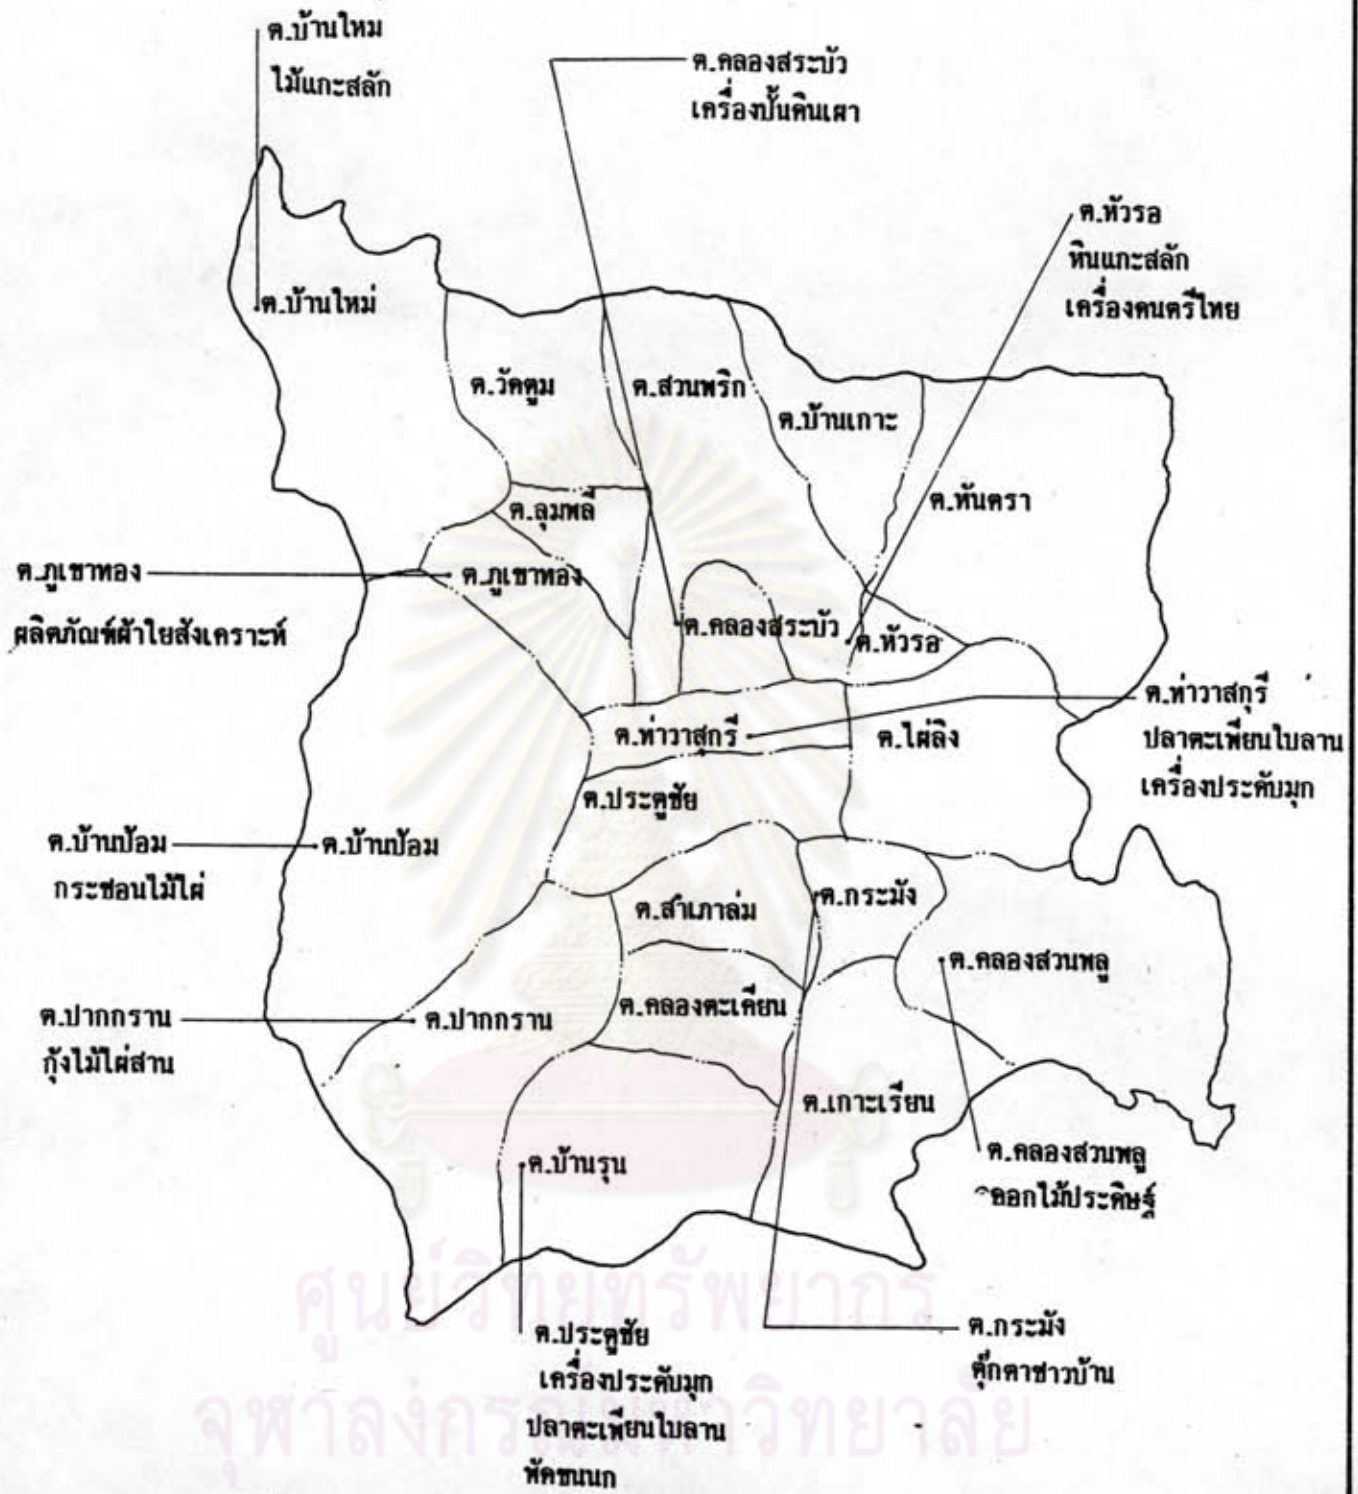 ต.บ้านใหม
ไม้แกะสลัก
ต.คลองสระบัว
เครื่องปั้นดินเผา
ต.หัวรอ
หินแกะสลัก
เครื่องดนตรีไทย
ต.บ้านใหม่
ต.วัดตูม
ต.สวนพริก
ต.บ้านเกาะ
ต.หันตรา
ต.ลุมพลี
ต.ภูเขาทอง
ผลิตภัณฑ์ผ้าใยสังเคราะห์
ต.ภูเขาทอง
ต.คลองสระบัว
ต.หัวรอ
ต.ท่าวาสกุรี
ปลาตะเพียนใบลาน
เครื่องประดับมุก
ต.ท่าวาสุกรี
ต.ไผ่ลิง
ต.ประตูชัย
ต.บ้านป้อม
กระชอนไม้ไผ่
ต.บ้านป้อม
ต.สำเภาล่ม
ต.กระมัง
ต.คลองสวนพลู
ต.ปากกราน
กุ้งไม้ไผ่สาน
ต.ปากกราน
ต.คลองตะเคียน
ต.เกาะเรียน
ต.บ้านรุน
ต.คลองสวนพลู
ดอกไม้ประดิษฐ์
ต.ประตูชัย
เครื่องประดับมุก
ปลาตะเพียนใบลาน
พัดขนนก
ต.กระมัง
ตุ๊กตาชาวบ้าน
ศูนย์วิทยทรัพยากร
จุฬาลงกรณ์มหาวิทยาลัย